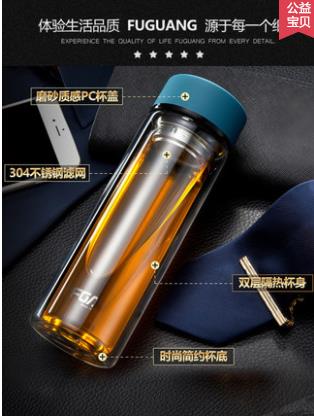 体验生活品质 FUGUANG 源于每一个细
公益
宝贝
EXPERIENCE THE QUALITY OF LIFE FUGUANG FROM EVERY DETAIL.
磨砂质感PC杯盖
304不锈钢滤网
双层隔热杯身
FGA
时尚简约杯底